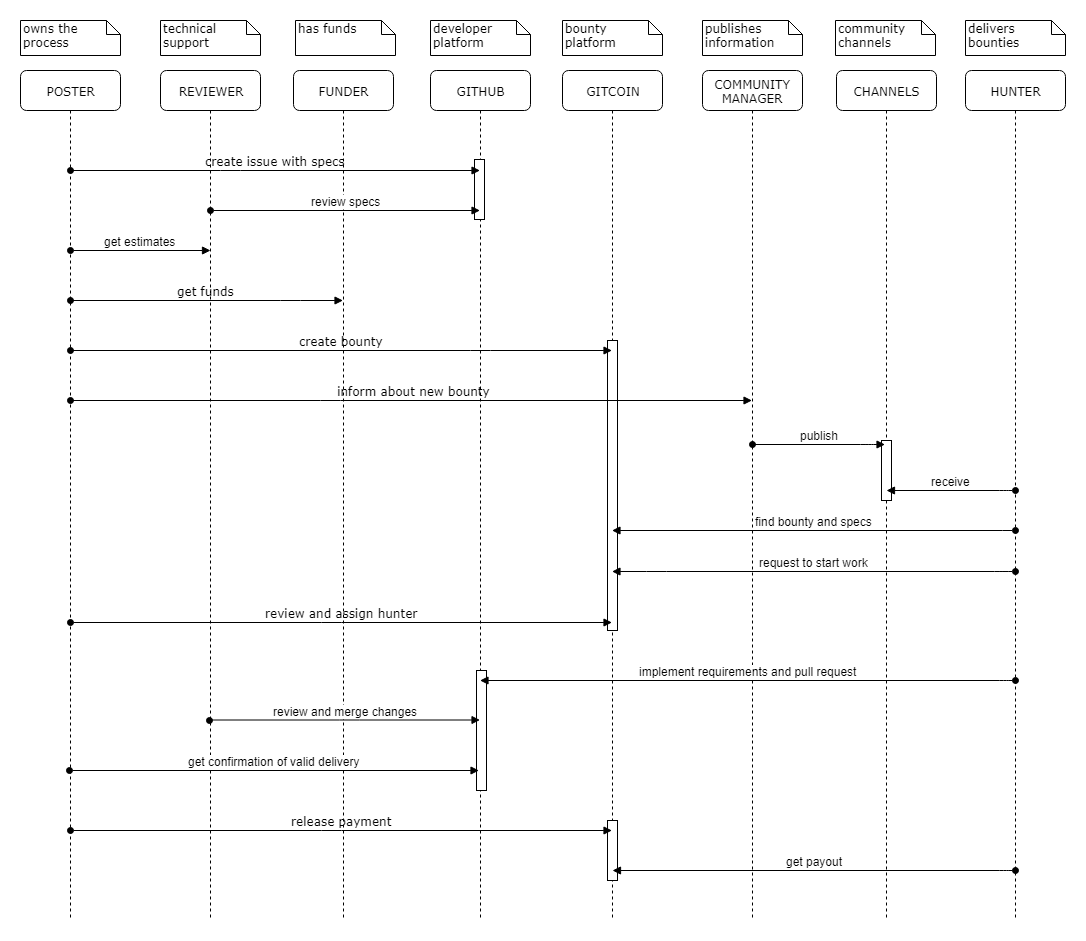 owns the
process
technical
support
has funds
developer
platform
bounty
platform
publishes
information
community
channels
delivers
bounties
POSTER
REVIEWER
FUNDER
GITHUB
GITCOIN
COMMUNITY
MANAGER
CHANNELS
HUNTER
create issue with specs
review specs
get estimates
get funds
create bounty
inform about new bounty
publish
receive
find bounty and specs
request to start work
review and assign hunter
implement requirements and pull request
review and merge changes
get confirmation of valid delivery
release payment
get payout